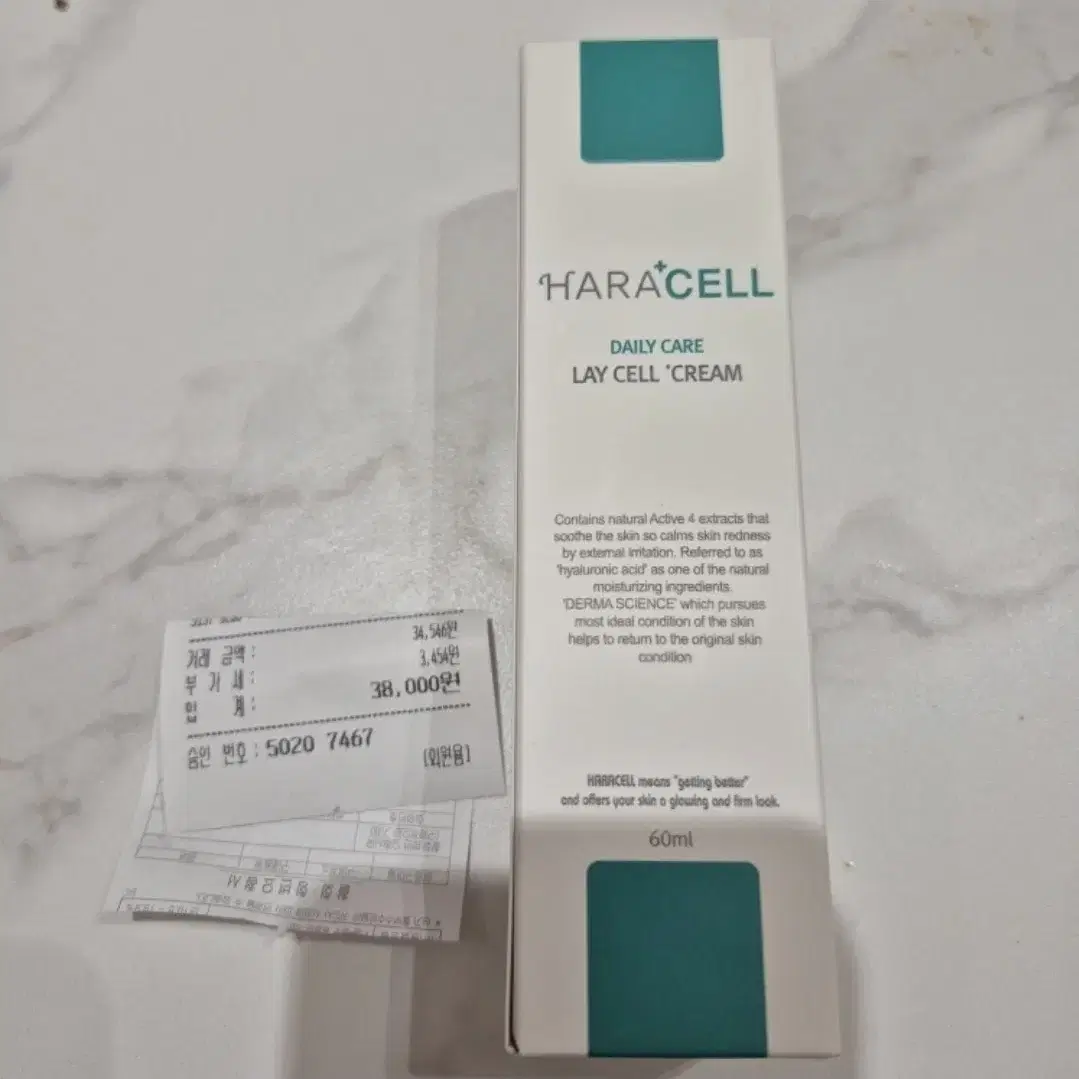 HARA+CELL
DAILY CARE
LAY CELL 'CREAM
Contains natural Active 4 extracts that
soothe the skin so calms skin redness
by external irritation. Referred to as
'hyaluronic acid' as one of the natural
moisturizing ingredients.
'DERMA SCIENCE' which pursues
most ideal condition of the skin
helps to return to the original skin
condition
HARACELL means "getting better"
and offers your skin a glowing and firm look.
60ml
34,546원
거래 금액 :
3,454원
부 가 세 :
38,000원
합 계 :
승인 번호 : 5020 7467
(회원용)